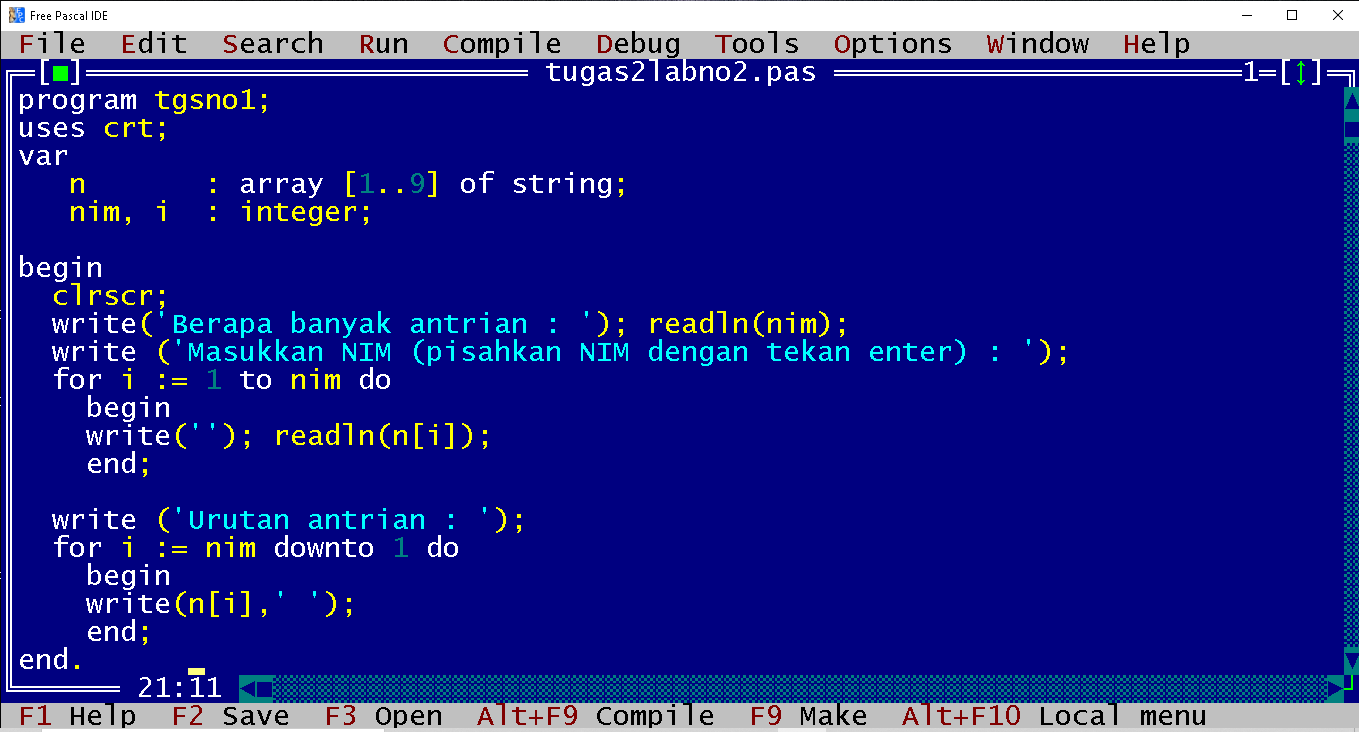 Free Pascal IDE
File Edit Search Run Compile Debug Tools Options Window Help
[■] tugas2labno2.pas 1=[↕]
program tgsno1;
uses crt;
var
   n       : array [1..9] of string;
   nim, i  : integer;
begin
  clrscr;
  write('Berapa banyak antrian : '); readln(nim);
  write ('Masukkan NIM (pisahkan NIM dengan tekan enter) : ');
  for i := 1 to nim do
    begin
    write(''); readln(n[i]);
    end;
  write ('Urutan antrian : ');
  for i := nim downto 1 do
    begin
    write(n[i],' ');
    end;
end.
21:11
F1 Help F2 Save F3 Open Alt+F9 Compile F9 Make Alt+F10 Local menu